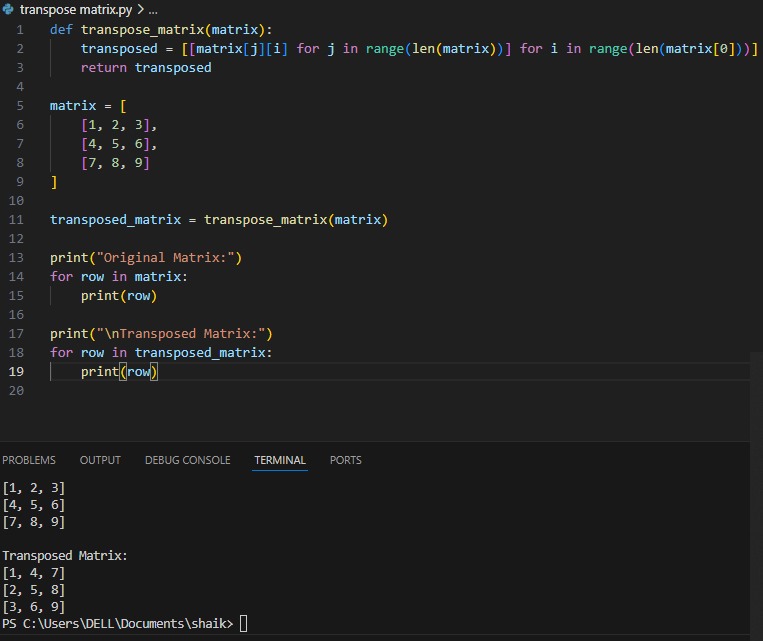 transpose matrix.py > ...
1 def transpose_matrix(matrix):
2     transposed = [[matrix[j][i] for j in range(len(matrix))] for i in range(len(matrix[0]))]
3     return transposed
4
5 matrix = [
6     [1, 2, 3],
7     [4, 5, 6],
8     [7, 8, 9]
9 ]
10
11 transposed_matrix = transpose_matrix(matrix)
12
13 print("Original Matrix:")
14 for row in matrix:
15     print(row)
16
17 print("\nTransposed Matrix:")
18 for row in transposed_matrix:
19     print(row)
20
PROBLEMS OUTPUT DEBUG CONSOLE TERMINAL PORTS
[1, 2, 3]
[4, 5, 6]
[7, 8, 9]

Transposed Matrix:
[1, 4, 7]
[2, 5, 8]
[3, 6, 9]
PS C:\Users\DELL\Documents\shaik>